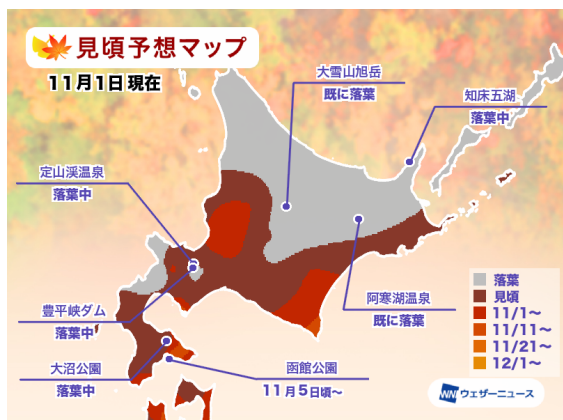 見頃予想マップ
11月1日 現在
大雪山旭岳
既に落葉
知床五湖
落葉中
定山渓温泉
落葉中
豊平峡ダム
落葉中
阿寒湖温泉
既に落葉
大沼公園
落葉中
函館公園
11月5日頃～
落葉
見頃
11/1～
11/11～
11/21～
12/1～
WNI ウェザーニュース